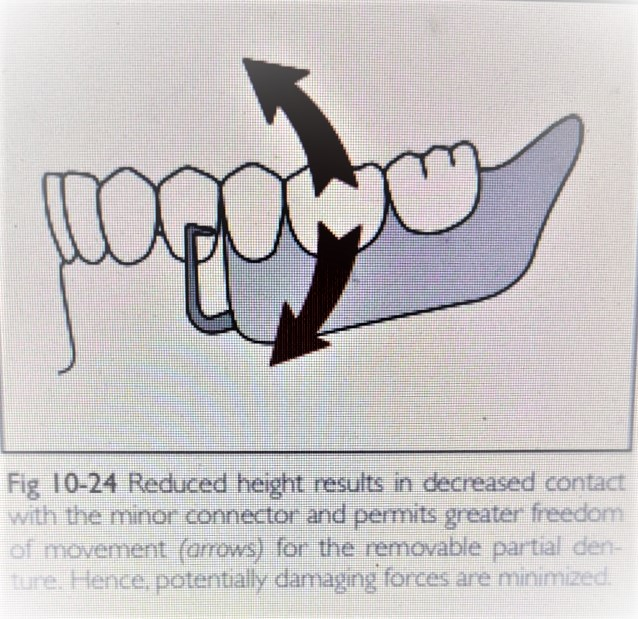 Fig 10-24 Reduced height results in decreased contact
with the minor connector and permits greater freedom
of movement (arrows) for the removable partial den-
ture. Hence, potentially damaging forces are minimized.